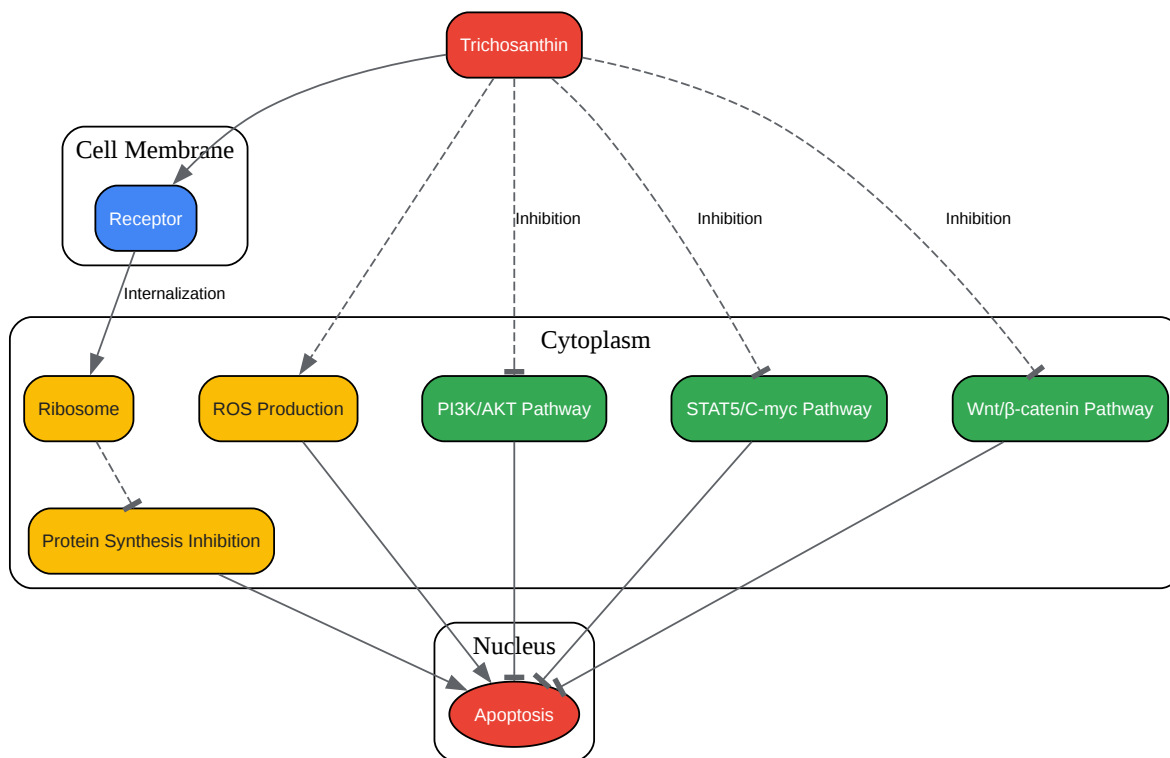 Trichosanthin
Cell Membrane
Receptor
Inhibition
Inhibition
Inhibition
Internalization
Cytoplasm
Ribosome
ROS Production
PI3K/AKT Pathway
STAT5/C-myc Pathway
Wnt/β-catenin Pathway
Protein Synthesis Inhibition
Nucleus
Apoptosis